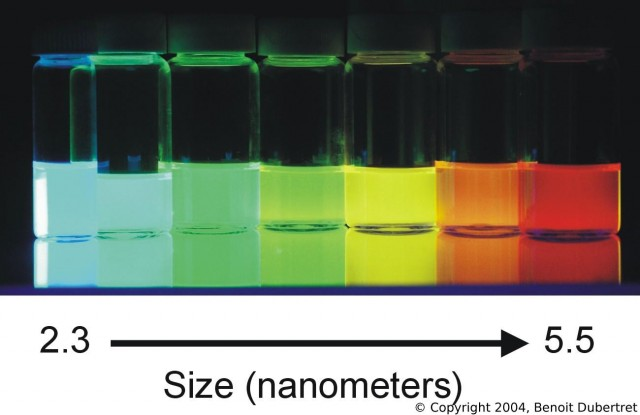 2.3 5.5
Size (nanometers)
© Copyright 2004, Benoit Dubertret